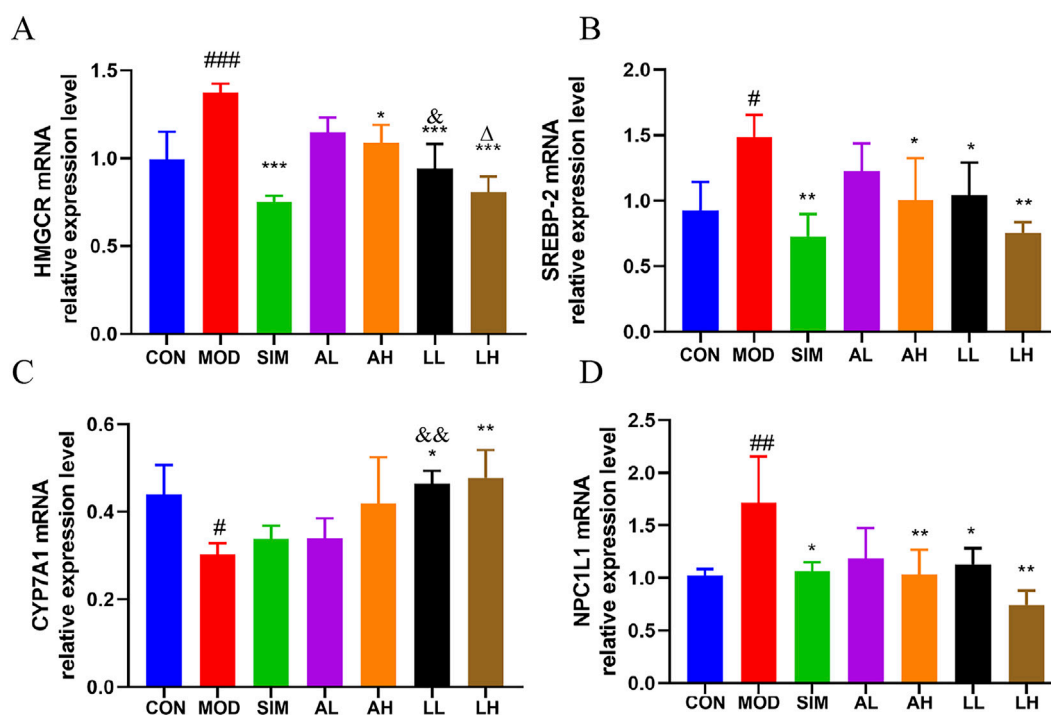 A
HMGCR mRNA
relative expression level
1.5
1.0
0.5
0.0
###
***
*
&
***
Δ
***
CON MOD SIM AL AH LL LH
B
SREBP-2 mRNA
relative expression level
2.0
1.5
1.0
0.5
0.0
#
**
*
*
**
CON MOD SIM AL AH LL LH
C
CYP7A1 mRNA
relative expression level
0.6
0.4
0.2
0.0
#
&&
*
**
CON MOD SIM AL AH LL LH
D
NPC1L1 mRNA
relative expression level
2.5
2.0
1.5
1.0
0.5
0.0
##
*
**
*
**
CON MOD SIM AL AH LL LH